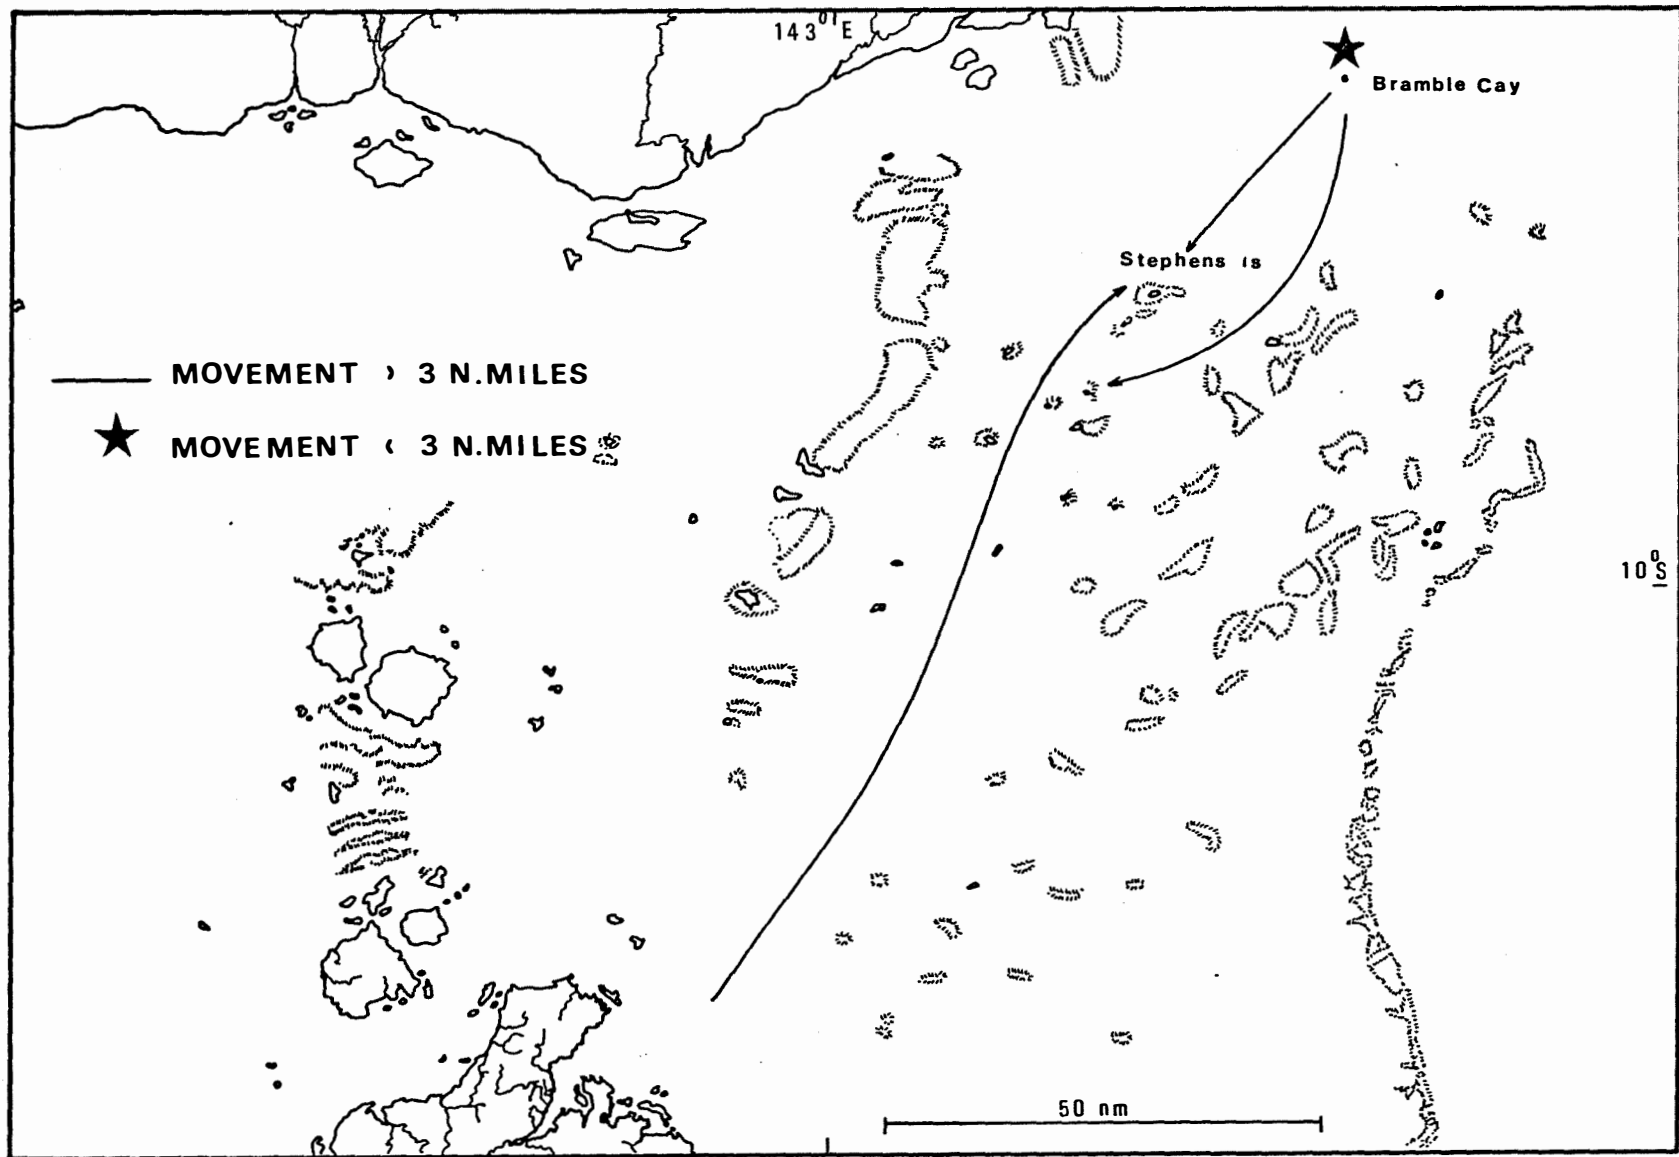 143° E
Bramble Cay
Stephens is
MOVEMENT › 3 N.MILES
MOVEMENT ‹ 3 N.MILES
10°S
50 nm